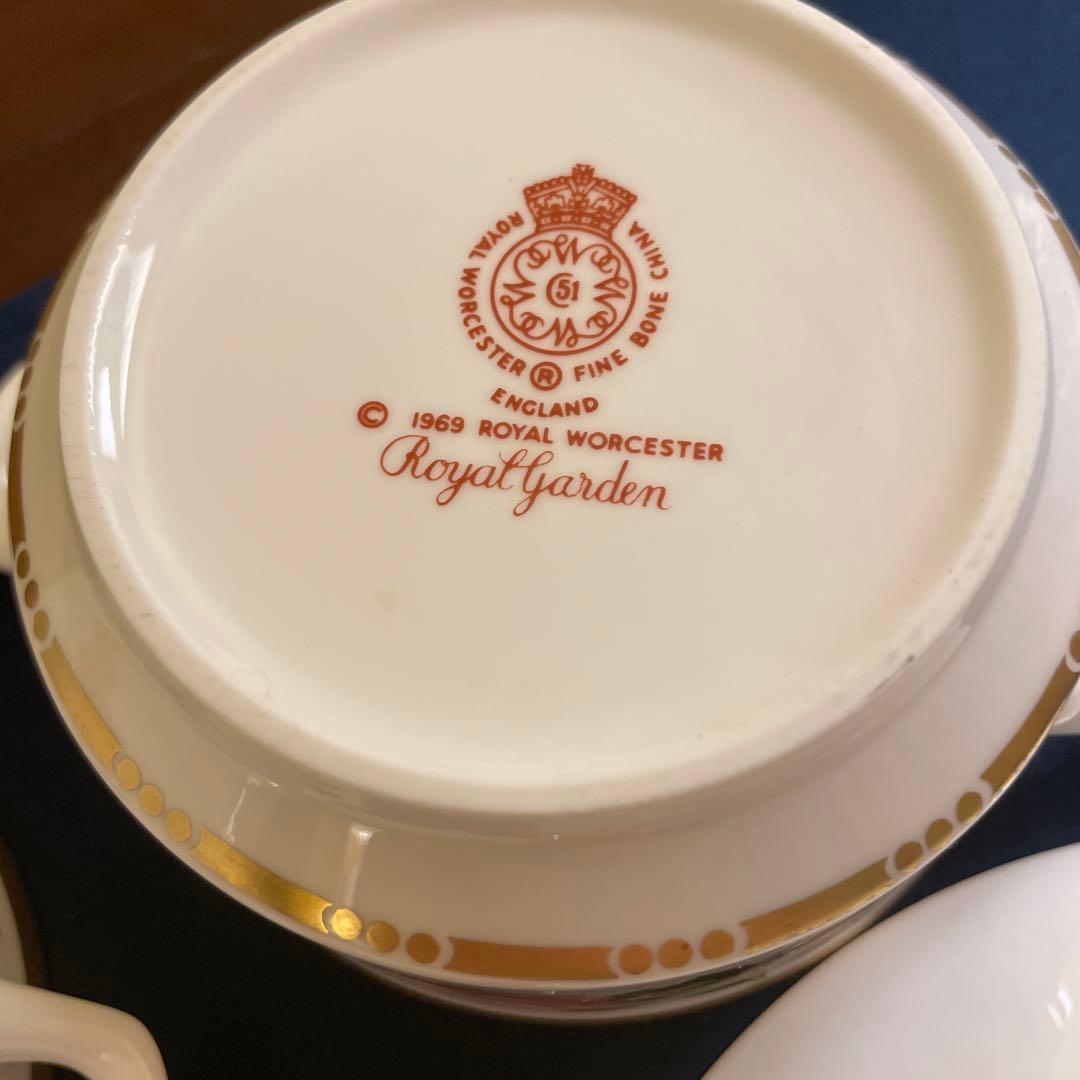 ROYAL WORCESTER ® FINE BONE CHINA
51
ENGLAND
© 1969 ROYAL WORCESTER
Royal Garden